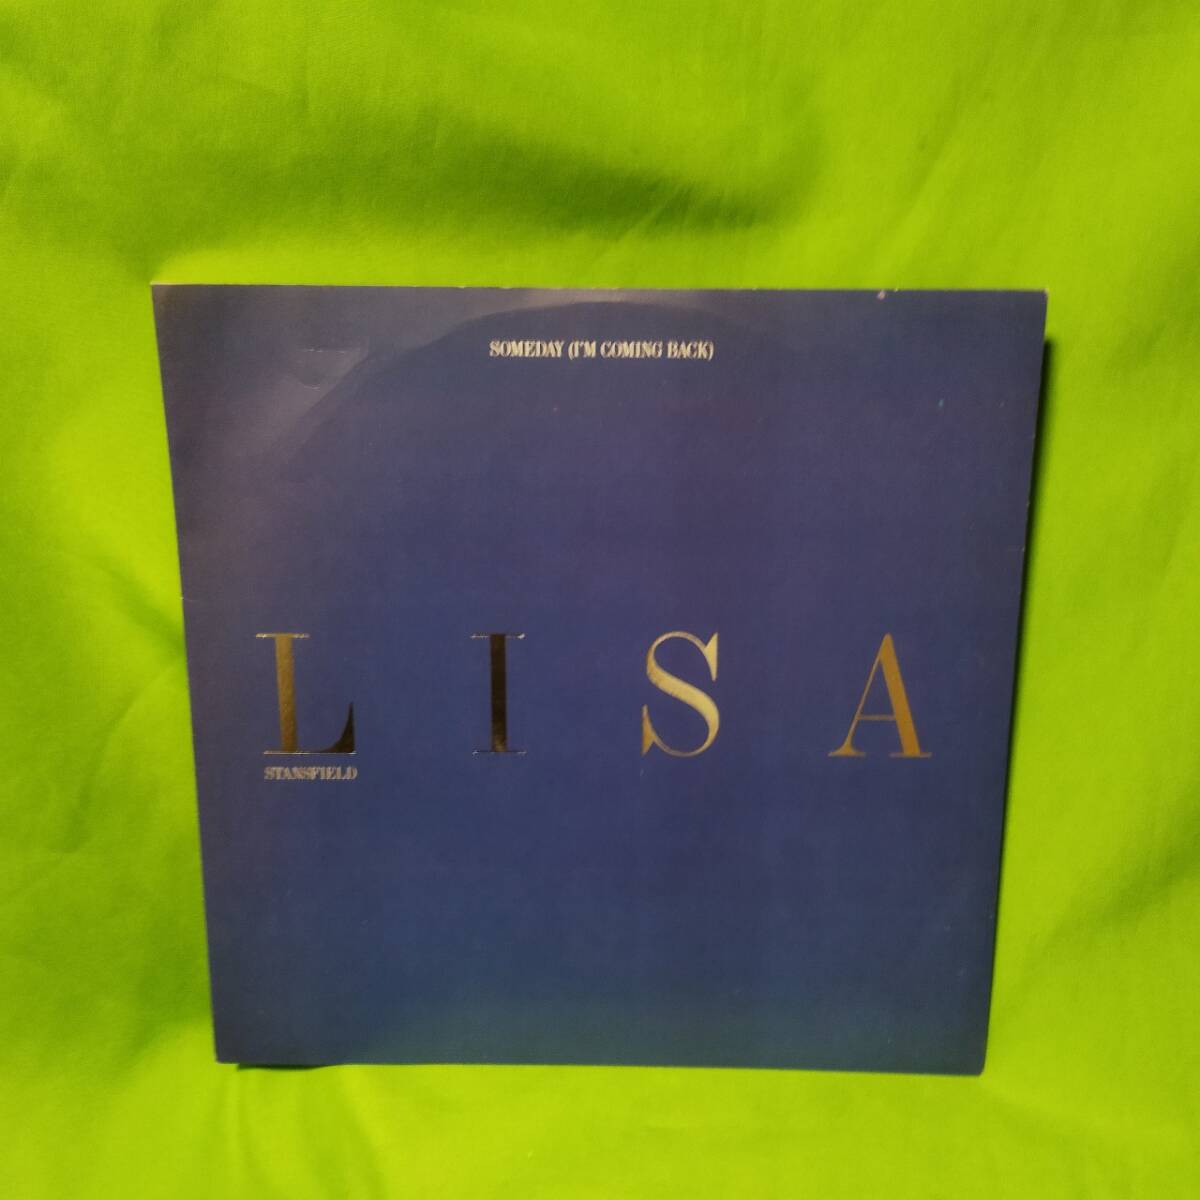 SOMEDAY (I'M COMING BACK)
LISA
STANSFIELD